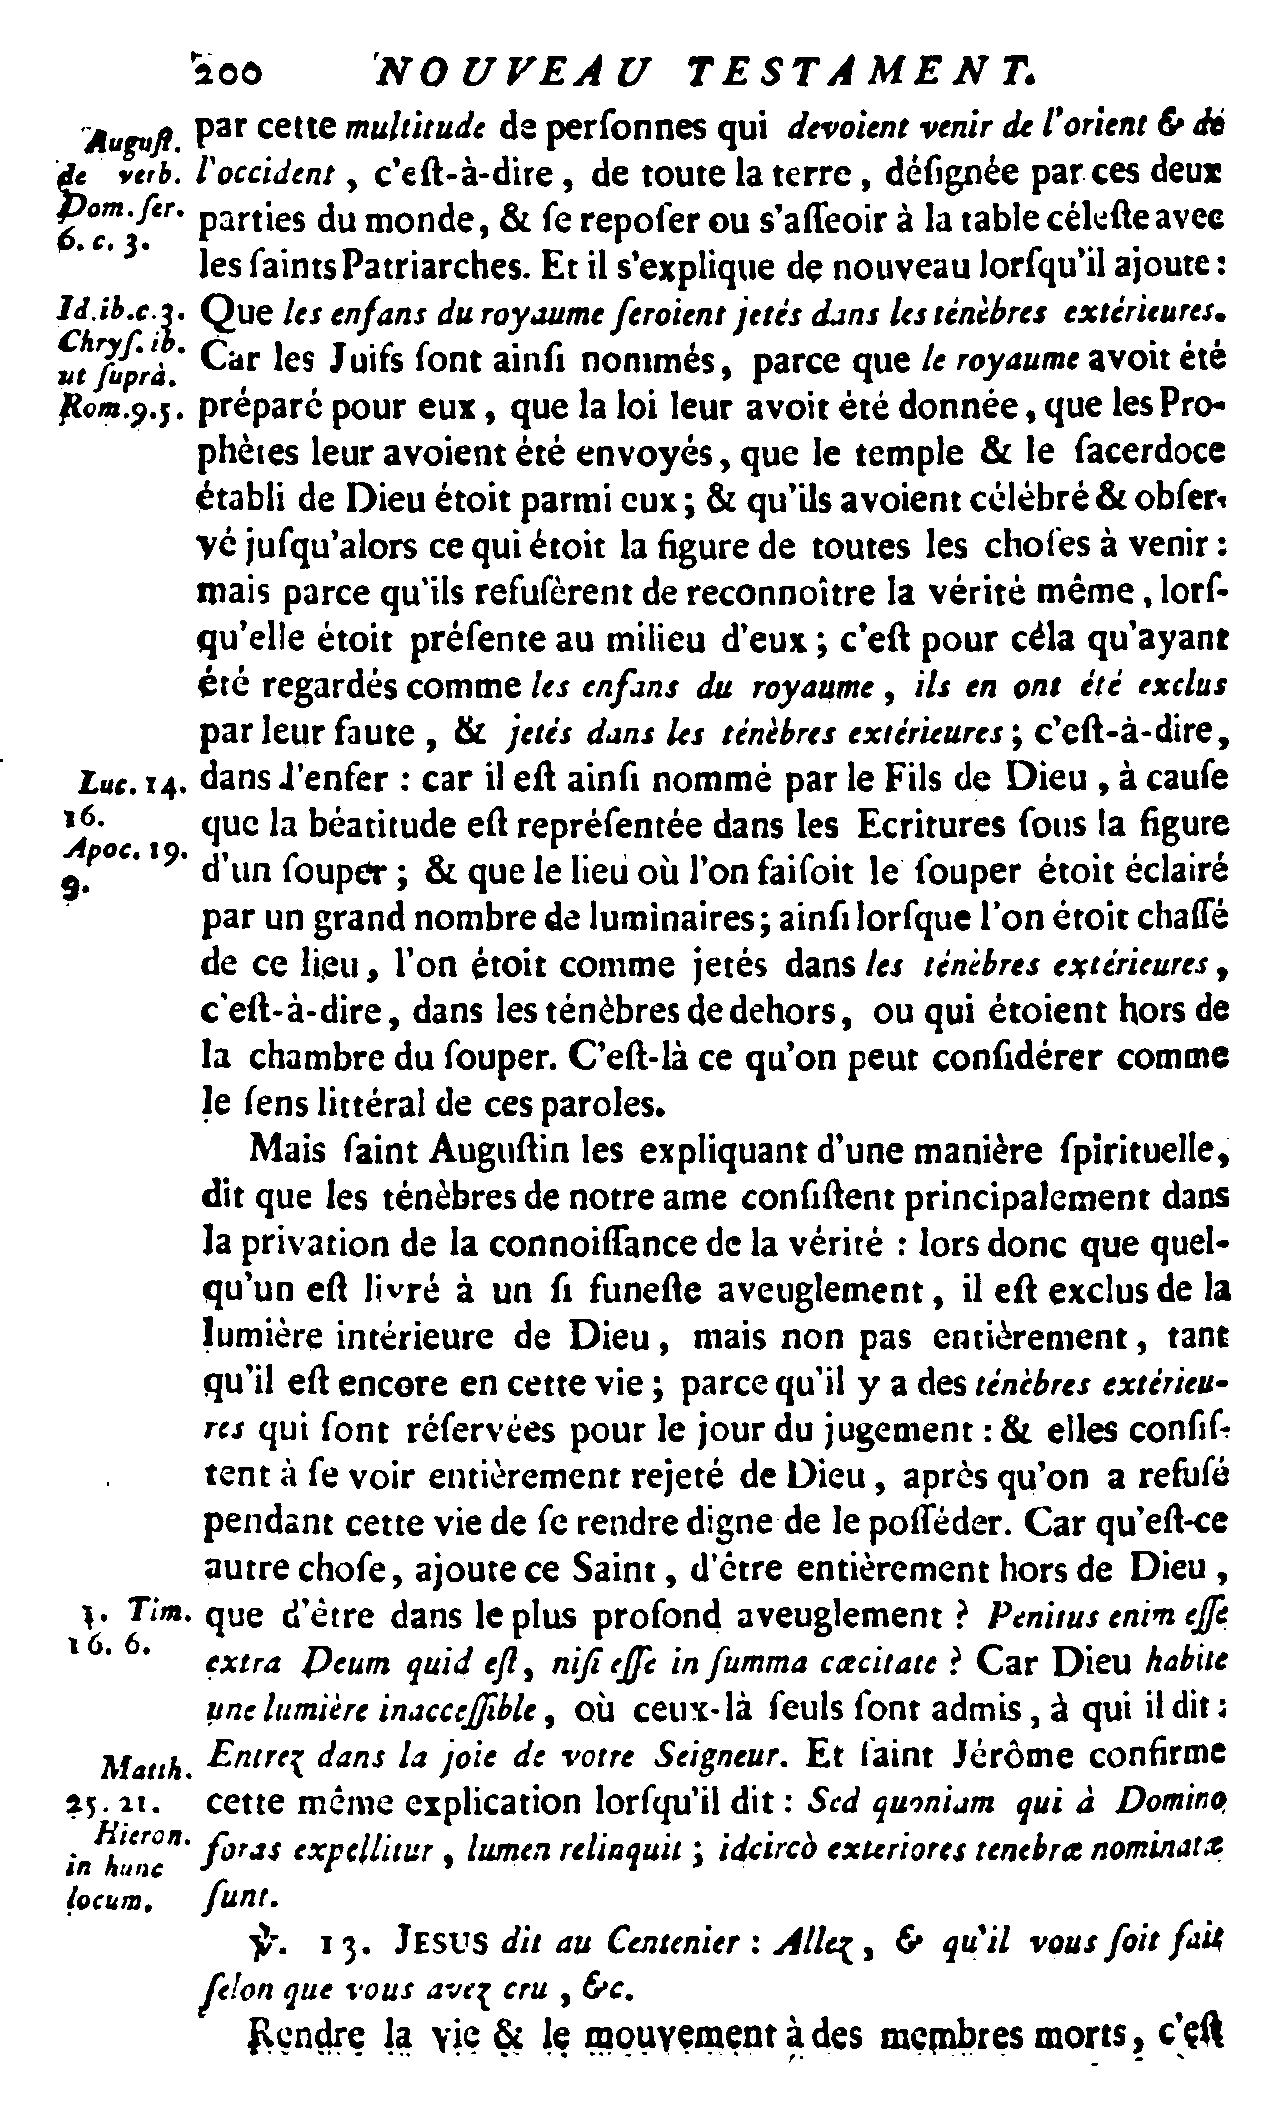 200 NOUVEAU TESTAMENT.
par cette multitude de perſonnes qui devoient venir de l'orient & de
l'occident, c'eſt-à-dire, de toute la terre, déſignée par ces deux
parties du monde, & ſe repoſer ou s'aſſeoir à la table céleſte avec
les ſaints Patriarches. Et il s'explique de nouveau lorſqu'il ajoute :
Que les enfans du royaume ſeroient jetés dans les ténèbres extérieures.
Car les Juifs ſont ainſi nommés, parce que le royaume avoit été
préparé pour eux, que la loi leur avoit été donnée, que les Pro-
phètes leur avoient été envoyés, que le temple & le ſacerdoce
établi de Dieu étoit parmi eux ; & qu'ils avoient célébré & obſer-
vé juſqu'alors ce qui étoit la figure de toutes les choſes à venir :
mais parce qu'ils refuſèrent de reconnoître la vérité même, lorſ-
qu'elle étoit préſente au milieu d'eux ; c'eſt pour céla qu'ayant
été regardés comme les enfans du royaume, ils en ont été exclus
par leur faute, & jetés dans les ténèbres extérieures ; c'eſt-à-dire,
dans l'enfer : car il eſt ainſi nommé par le Fils de Dieu, à cauſe
que la béatitude eſt repréſentée dans les Ecritures ſous la figure
d'un ſouper ; & que le lieu où l'on faiſoit le ſouper étoit éclairé
par un grand nombre de luminaires ; ainſi lorſque l'on étoit chaſſé
de ce lieu, l'on étoit comme jetés dans les ténèbres extérieures,
c'eſt-à-dire, dans les ténèbres de dehors, ou qui étoient hors de
la chambre du ſouper. C'eſt-là ce qu'on peut conſidérer comme
le ſens littéral de ces paroles.
Mais ſaint Auguſtin les expliquant d'une manière ſpirituelle,
dit que les ténèbres de notre ame conſiſtent principalement dans
la privation de la connoiſſance de la vérité : lors donc que quel-
qu'un eſt livré à un ſi funeſte aveuglement, il eſt exclus de la
lumière intérieure de Dieu, mais non pas entièrement, tant
qu'il eſt encore en cette vie ; parce qu'il y a des ténèbres extérieu-
res qui ſont réſervées pour le jour du jugement : & elles conſiſ-
tent à ſe voir entièrement rejeté de Dieu, après qu'on a refuſé
pendant cette vie de ſe rendre digne de le poſſéder. Car qu'eſt-ce
autre choſe, ajoute ce Saint, d'être entièrement hors de Dieu,
que d'être dans le plus profond aveuglement ? Penitus enim eſſe
extra Deum quid eſt, niſi eſſe in ſumma cæcitate ? Car Dieu habite
une lumière inacceſſible, où ceux-là ſeuls ſont admis, à qui il dit :
Entrez dans la joie de votre Seigneur. Et ſaint Jérôme confirme
cette même explication lorſqu'il dit : Sed quoniam qui à Domino
foras expellitur, lumen relinquit ; idcircò exteriores tenebræ nominatæ
ſunt.
℣. 13. JESUS dit au Centenier : Allez, & qu'il vous ſoit fait
ſelon que vous avez cru, &c.
Rendre la vie & le mouvement à des membres morts, c'eſt
Auguſt.
de verb.
Dom. ſer.
6. c. 3.
Id. ib. c. 3.
Chryſ. ib.
ut ſuprà.
Rom. 9. 5.
Luc. 14.
16.
Apoc. 19.
9.
1. Tim.
16. 6.
Matth.
25. 21.
Hieron.
in hunc
locum.